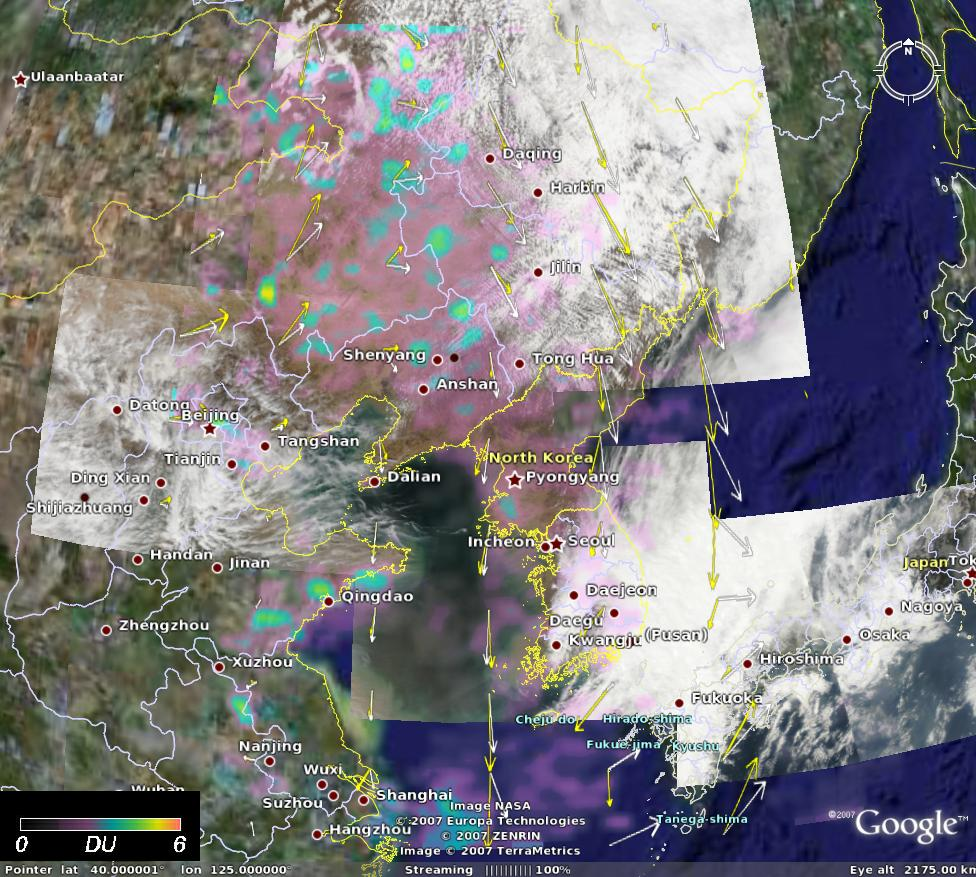 N
Ulaanbaatar
Daqing
Harbin
Jilin
Shenyang
Tong Hua
Anshan
Datong
Beijing
Tangshan
Tianjin
North Korea
Ding Xian
Dalian
Pyongyang
Shijiazhuang
Incheon
Seoul
Handan
Jinan
Japan
Tok
Qingdao
Daejeon
Nagoya
Daegu
Zhengzhou
Kwangju
(Fusan)
Osaka
Xuzhou
Hiroshima
Fukuoka
Cheju do
Hirado-shima
Nanjing
Fukue-jima
Kyushu
Wuxi
Wuhan
Suzhou
Shanghai
Image NASA
© 2007 Europa Technologies
Tanega-shima
©2007 Google™
Hangzhou
© 2007 ZENRIN
Image © 2007 TerraMetrics
0 DU 6
Pointer lat 40.000001° lon 125.000000° Streaming |||||||||| 100% Eye alt 2175.00 km